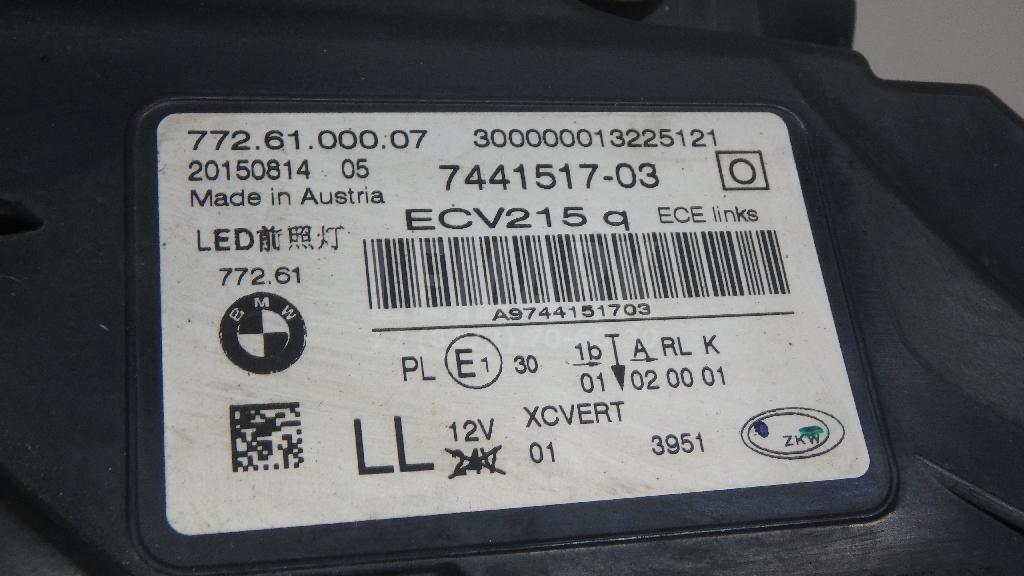 772.61.000.07 300000013225121
20150814 05 7441517-03
Made in Austria
ECV215 q ECE links
LED前照灯
772.61
BMW
A9744151703
PL E1 30 1b A RL K
01 02 00 01
LL 12V XCVERT
24V 01 3951
ZKW